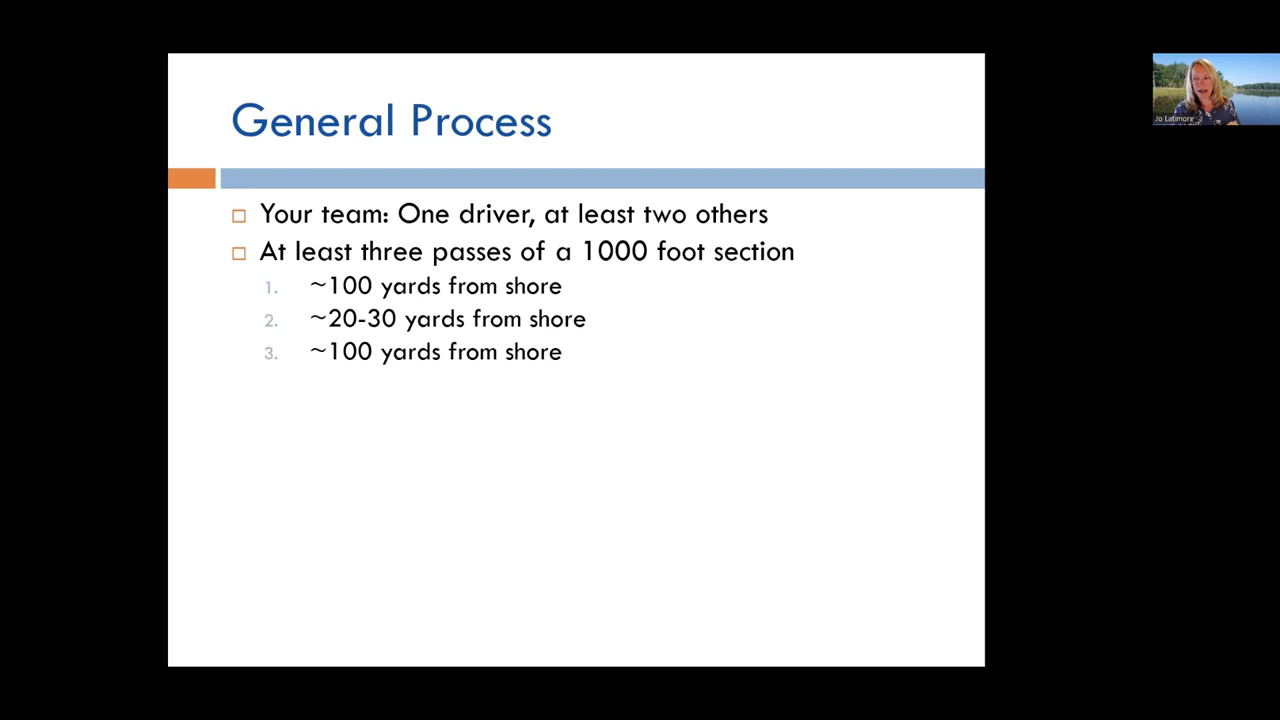 General Process
Your team: One driver, at least two others
At least three passes of a 1000 foot section
1. ~100 yards from shore
2. ~20-30 yards from shore
3. ~100 yards from shore
Jo Latimore